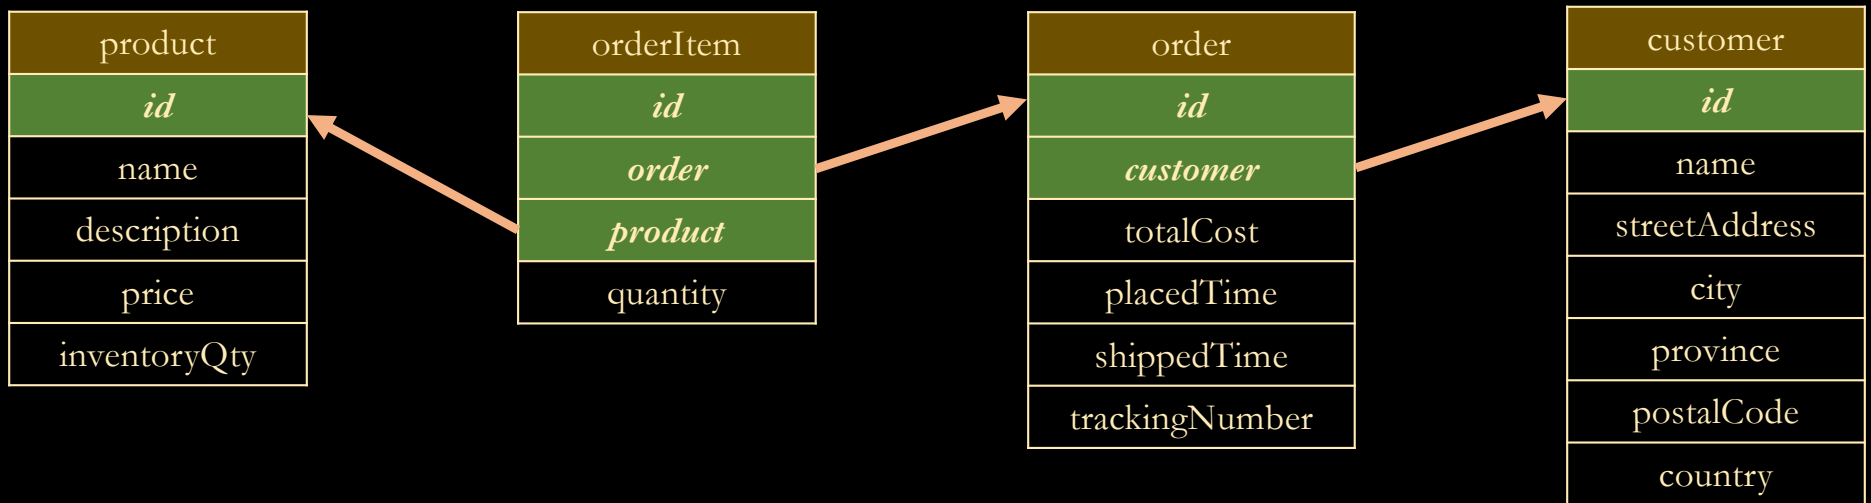 product
id
name
description
price
inventoryQty
orderItem
id
order
product
quantity
order
id
customer
totalCost
placedTime
shippedTime
trackingNumber
customer
id
name
streetAddress
city
province
postalCode
country